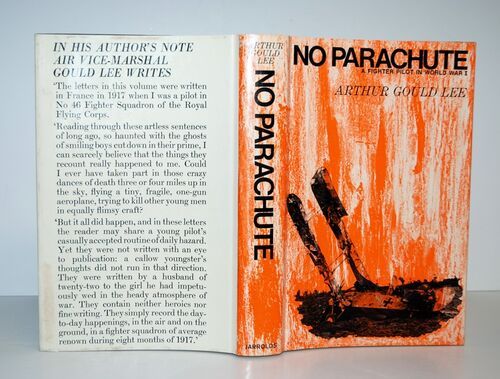 IN HIS AUTHOR'S NOTE
AIR VICE-MARSHAL
GOULD LEE WRITES
'The letters in this volume were written
in France in 1917 when I was a pilot in
No 46 Fighter Squadron of the Royal
Flying Corps.
'Reading through these artless sentences
of long ago, so haunted with the ghosts
of smiling boys cut down in their prime, I
can scarcely believe that the things they
recount really happened to me. Could
I ever have taken part in those crazy
dances of death three or four miles up in
the sky, flying a tiny, fragile, one-gun
aeroplane, trying to kill other young men
in equally flimsy craft?
'But it all did happen, and in these letters
the reader may share a young pilot's
casually accepted routine of daily hazard.
Yet they were not written with an eye
to publication: a callow youngster's
thoughts did not run in that direction.
They were written by a husband of
twenty-two to the girl he had impetu-
ously wed in the heady atmosphere of
war. They contain neither heroics nor
fine writing. They simply record the day-
to-day happenings, in the air and on the
ground, in a fighter squadron of average
renown during eight months of 1917.'
ARTHUR
GOULD
LEE
NO PARACHUTE
JARROLDS
NO PARACHUTE
A FIGHTER PILOT IN WORLD WAR I
ARTHUR GOULD LEE